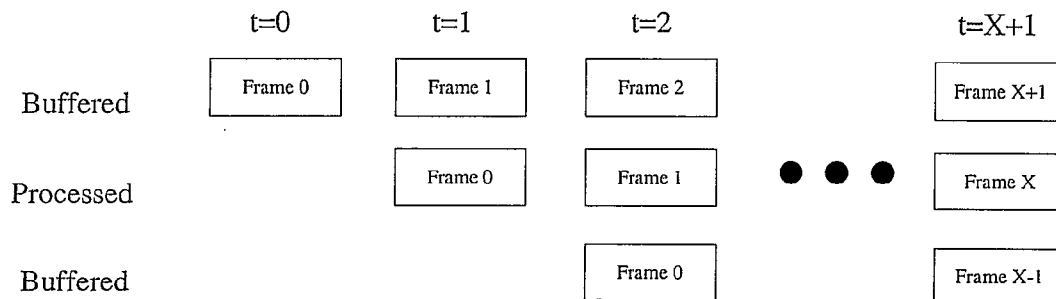 t=0 t=1 t=2 t=X+1
Buffered Frame 0 Frame 1 Frame 2 Frame X+1
Processed Frame 0 Frame 1 Frame X
Buffered Frame 0 Frame X-1